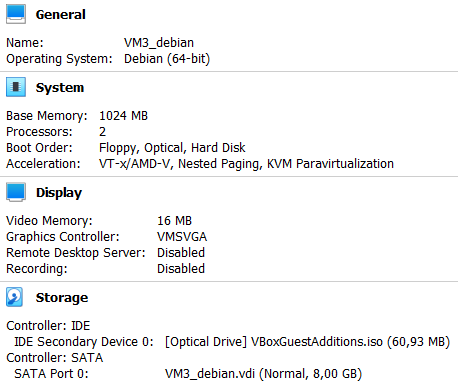 General
Name: VM3_debian
Operating System: Debian (64-bit)
System
Base Memory: 1024 MB
Processors: 2
Boot Order: Floppy, Optical, Hard Disk
Acceleration: VT-x/AMD-V, Nested Paging, KVM Paravirtualization
Display
Video Memory: 16 MB
Graphics Controller: VMSVGA
Remote Desktop Server: Disabled
Recording: Disabled
Storage
Controller: IDE
IDE Secondary Device 0: [Optical Drive] VBoxGuestAdditions.iso (60,93 MB)
Controller: SATA
SATA Port 0: VM3_debian.vdi (Normal, 8,00 GB)